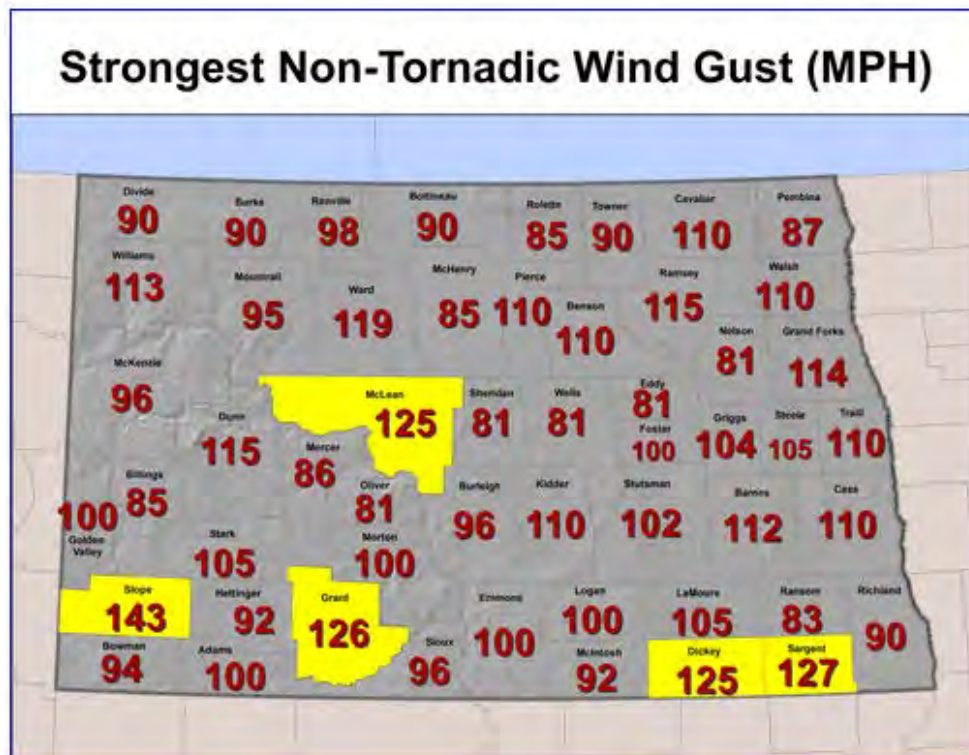 Strongest Non-Tornadic Wind Gust (MPH)
Divide
90
Burke
90
Renville
98
Bottineau
90
Rolette
85
Towner
90
Cavalier
110
Pembina
87
Williams
113
Mountrail
95
Ward
119
McHenry
85
Pierce
110
Benson
110
Ramsey
115
Walsh
110
Nelson
81
Grand Forks
114
McKenzie
96
Dunn
115
McLean
125
Mercer
86
Sheridan
81
Wells
81
Eddy
81
Foster
100
Griggs
104
Steele
105
Traill
110
Billings
85
100
Golden
Valley
Stark
105
Oliver
81
Morton
100
Burleigh
96
Kidder
110
Stutsman
102
Barnes
112
Cass
110
Slope
143
Hettinger
92
Grant
126
Sioux
96
Emmons
100
Logan
100
LaMoure
105
Ransom
83
Richland
90
Bowman
94
Adams
100
McIntosh
92
Dickey
125
Sargent
127